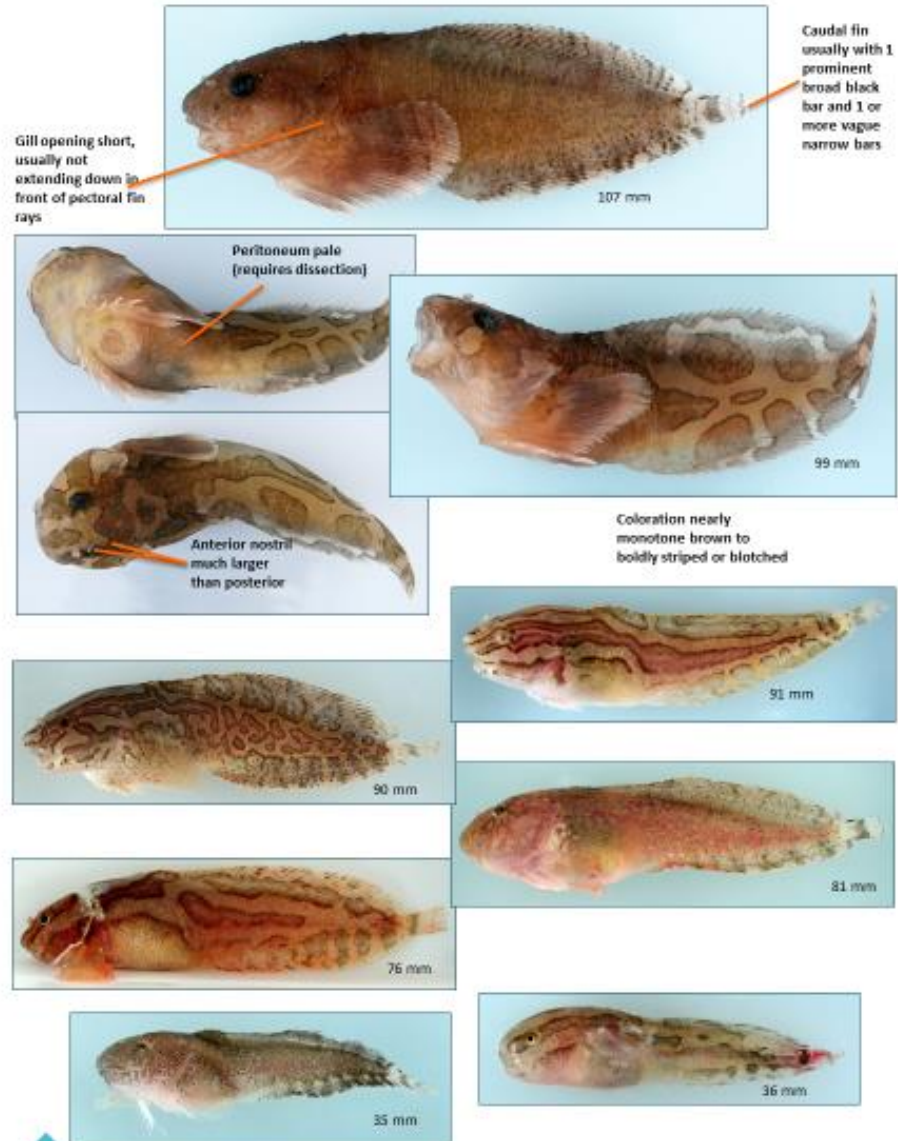 Caudal fin
usually with 1
prominent
broad black
bar and 1 or
more vague
narrow bars
Gill opening short,
usually not
extending down in
front of pectoral fin
rays
107 mm
Peritoneum pale
(requires dissection)
99 mm
Anterior nostril
much larger
than posterior
Coloration nearly
monotone brown to
boldly striped or blotched
91 mm
90 mm
81 mm
76 mm
35 mm
36 mm